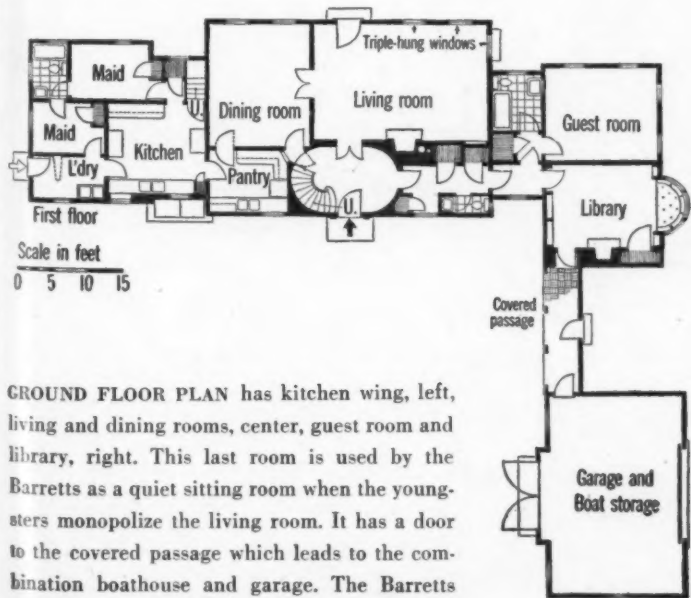 Triple-hung windows
Maid
Dining room
Living room
Guest room
Maid
U.
Kitchen
L'dry
Pantry
U.
Library
First floor
Scale in feet
0 5 10 15
Covered
passage
Garage and
Boat storage
GROUND FLOOR PLAN has kitchen wing, left,
living and dining rooms, center, guest room and
library, right. This last room is used by the
Barretts as a quiet sitting room when the young-
sters monopolize the living room. It has a door
to the covered passage which leads to the com-
bination boathouse and garage. The Barretts